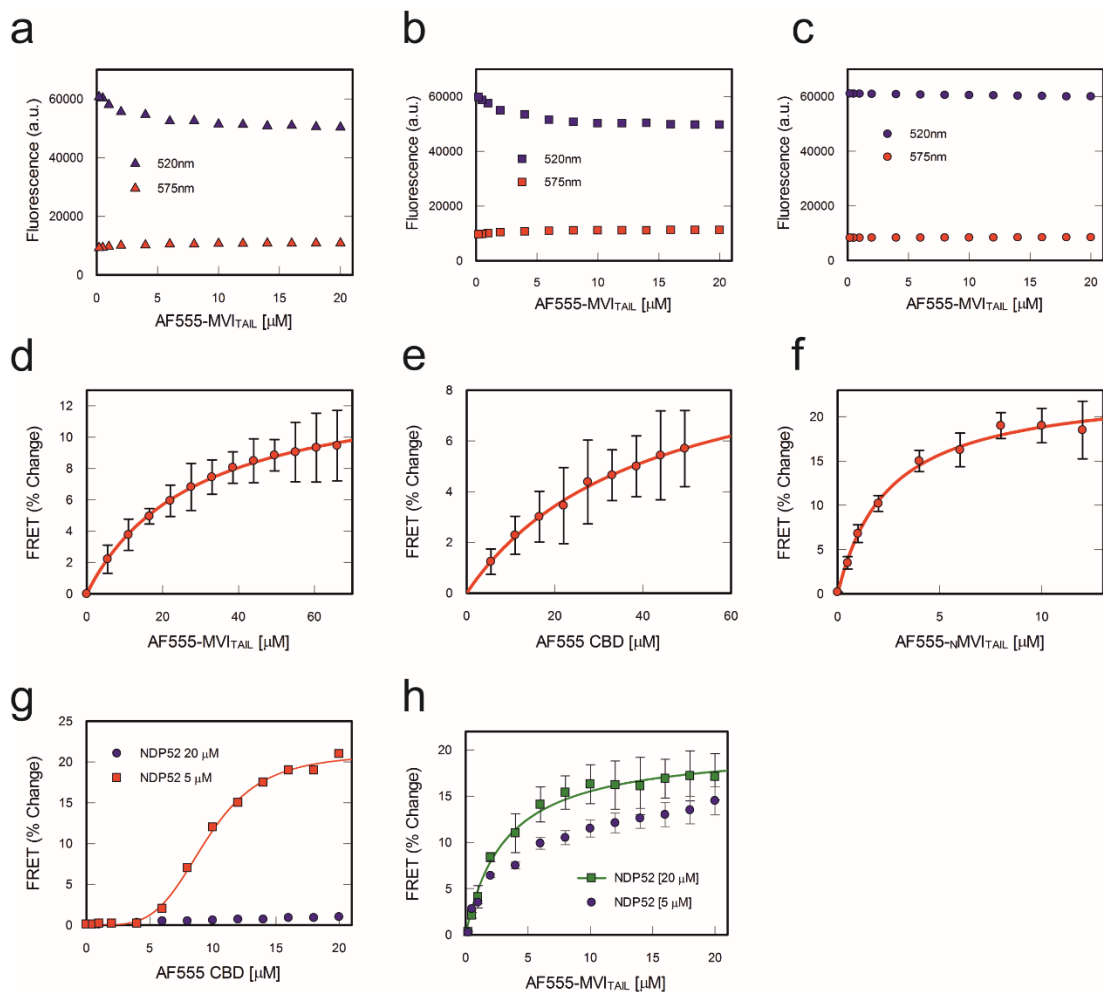 a
Fluorescence (a.u.)
60000
40000
20000
0
520nm
575nm
0 5 10 15 20
AF555-MVITAIL [μM]
b
Fluorescence (a.u.)
60000
40000
20000
0
520nm
575nm
0 5 10 15 20
AF555-MVITAIL [μM]
c
Fluorescence (a.u.)
60000
40000
20000
0
520nm
575nm
0 5 10 15 20
AF555-MVITAIL [μM]
d
FRET (% Change)
12
10
8
6
4
2
0
0 20 40 60
AF555-MVITAIL [μM]
e
FRET (% Change)
8
6
4
2
0
0 10 20 30 40 50 60
AF555 CBD [μM]
f
FRET (% Change)
20
15
10
5
0
0 5 10
AF555-NMVITAIL [μM]
g
FRET (% Change)
25
20
15
10
5
0
NDP52 20 μM
NDP52 5 μM
0 5 10 15 20
AF555 CBD [μM]
h
FRET (% Change)
20
15
10
5
0
NDP52 [20 μM]
NDP52 [5 μM]
0 5 10 15 20
AF555-MVITAIL [μM]